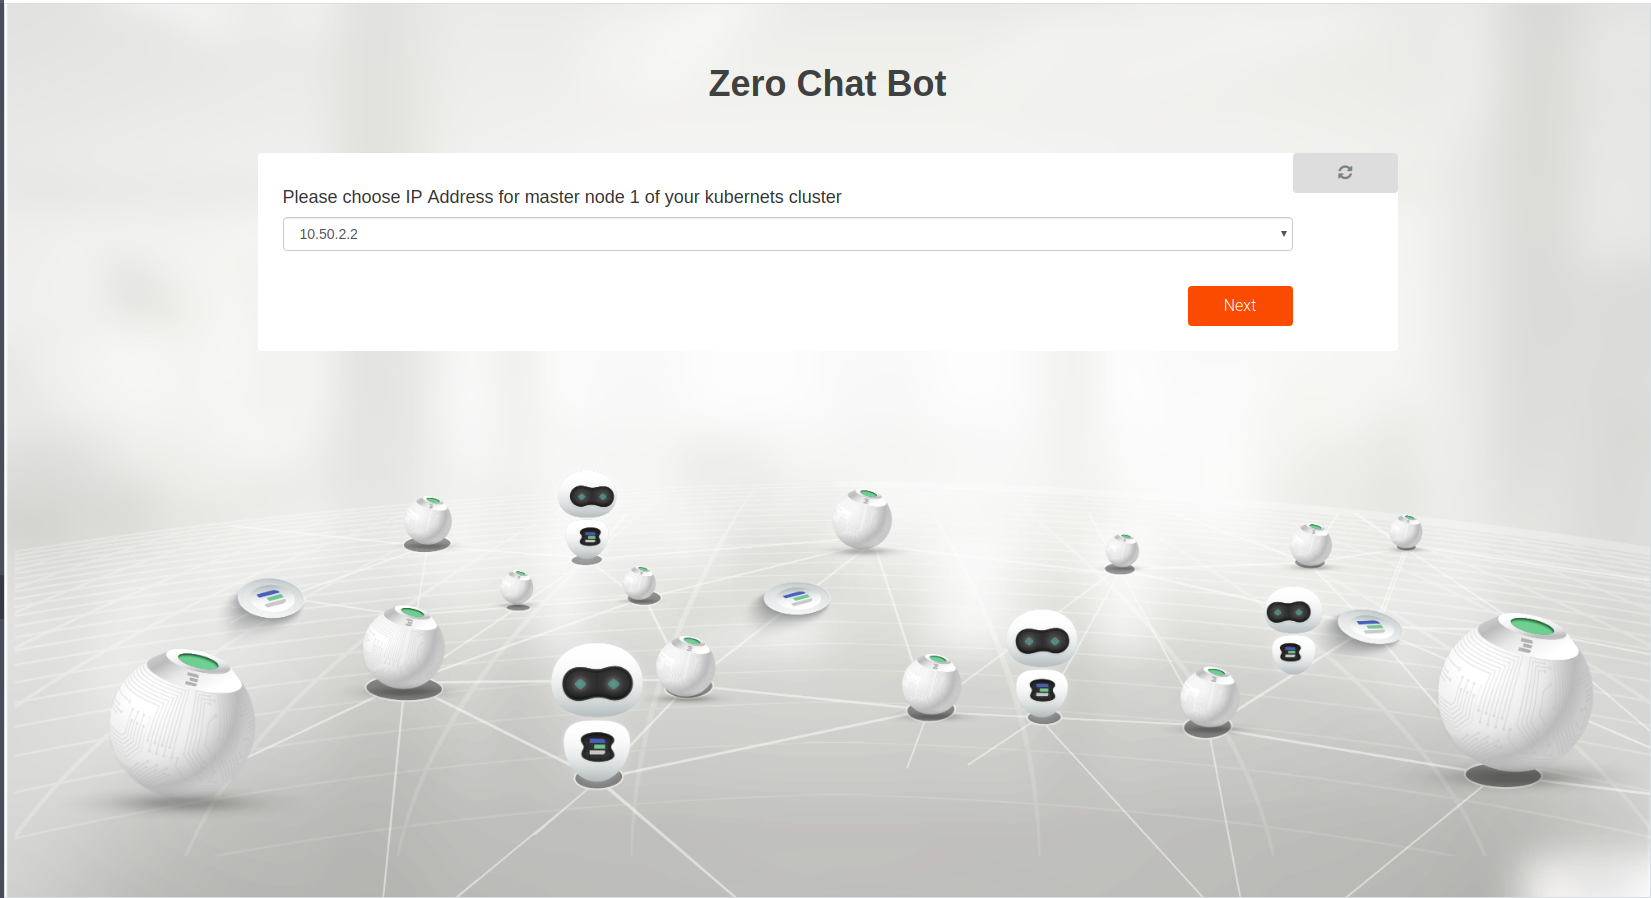 Zero Chat Bot
Please choose IP Address for master node 1 of your kubernets cluster
10.50.2.2
Next